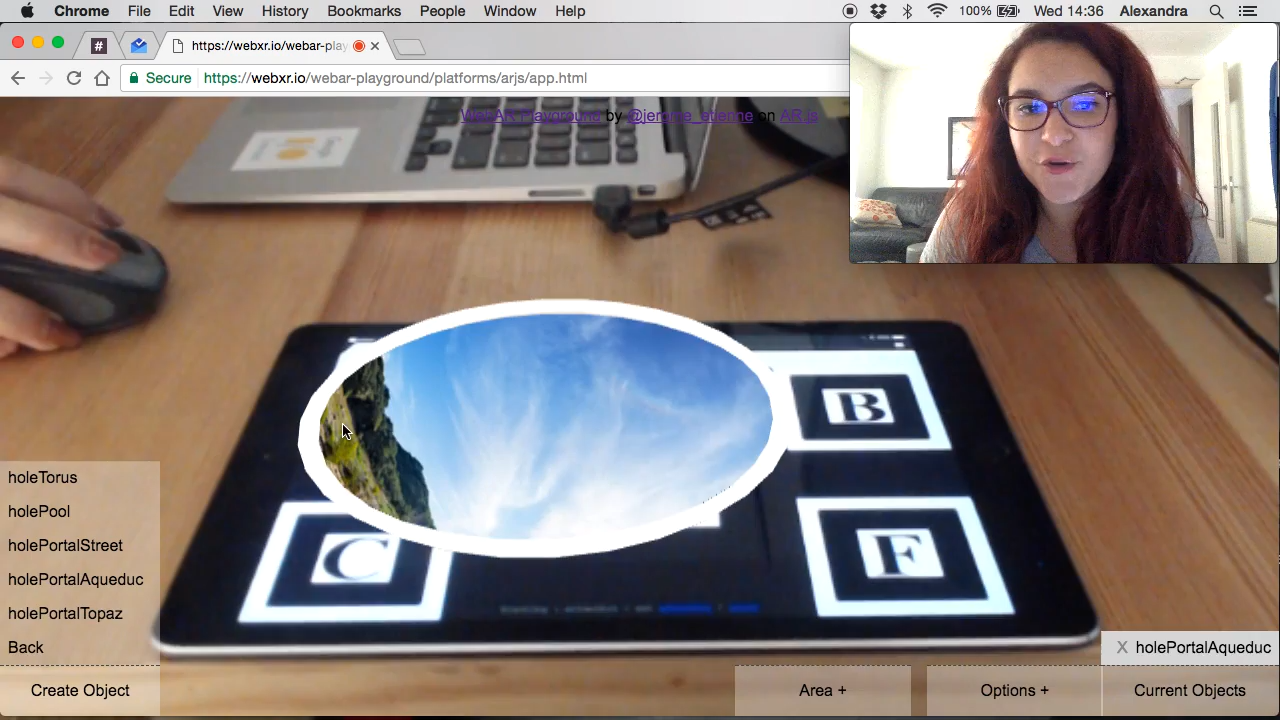 Chrome File Edit View History Bookmarks People Window Help 100% Wed 14:36 Alexandra
https://webxr.io/webar-play
Secure https://webxr.io/webar-playground/platforms/arjs/app.html
WebAR Playground by @jerome_etienne on AR.js
B
holeTorus
holePool
holePortalStreet
C F
holePortalAqueduc
holePortalTopaz
Back X holePortalAqueduc
Create Object Area + Options + Current Objects